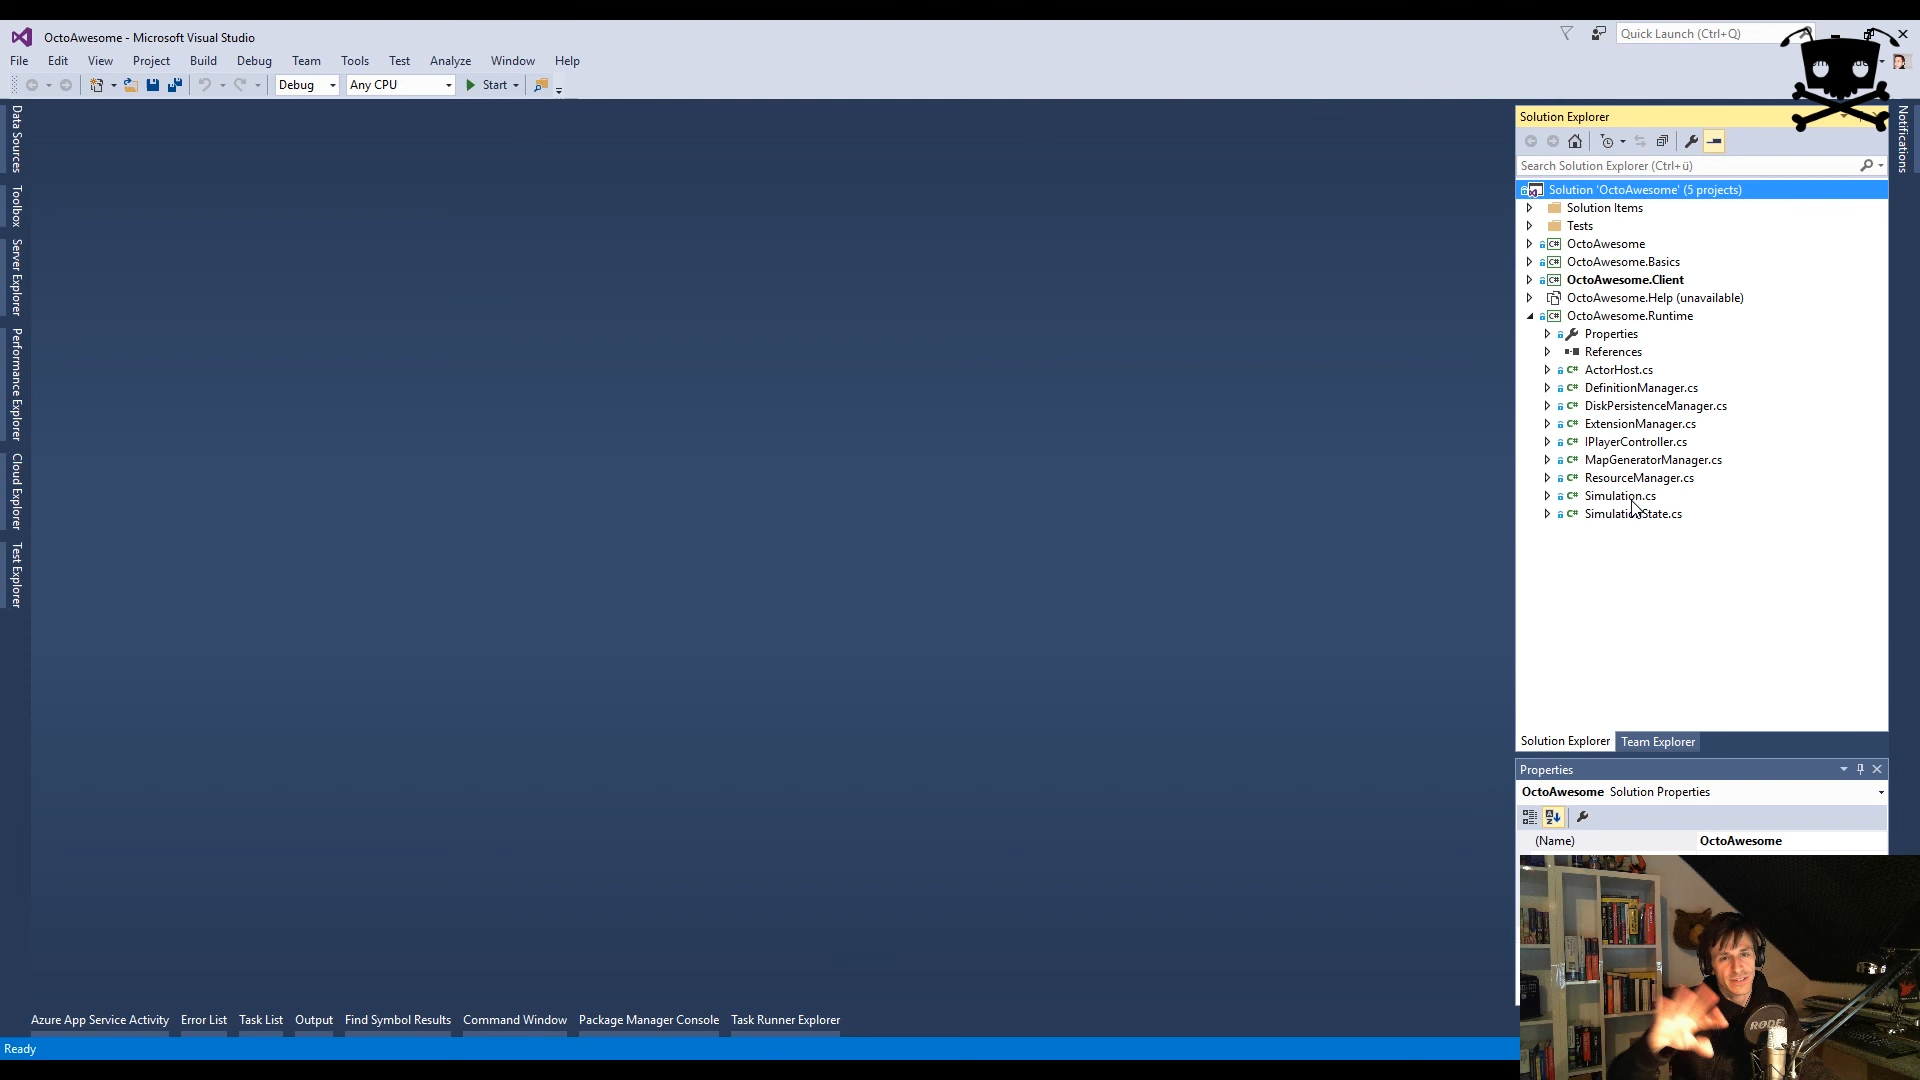 OctoAwesome - Microsoft Visual Studio
Quick Launch (Ctrl+Q)
File Edit View Project Build Debug Team Tools Test Analyze Window Help
Debug Any CPU Start
Data Sources
Toolbox
Server Explorer
Performance Explorer
Cloud Explorer
Test Explorer
Notifications
Solution Explorer
Search Solution Explorer (Ctrl+ü)
Solution 'OctoAwesome' (5 projects)
Solution Items
Tests
OctoAwesome
OctoAwesome.Basics
OctoAwesome.Client
OctoAwesome.Help (unavailable)
OctoAwesome.Runtime
Properties
References
ActorHost.cs
DefinitionManager.cs
DiskPersistenceManager.cs
ExtensionManager.cs
IPlayerController.cs
MapGeneratorManager.cs
ResourceManager.cs
Simulation.cs
SimulationState.cs
Solution Explorer Team Explorer
Properties
OctoAwesome Solution Properties
(Name) OctoAwesome
RØDE
Azure App Service Activity Error List Task List Output Find Symbol Results Command Window Package Manager Console Task Runner Explorer
Ready